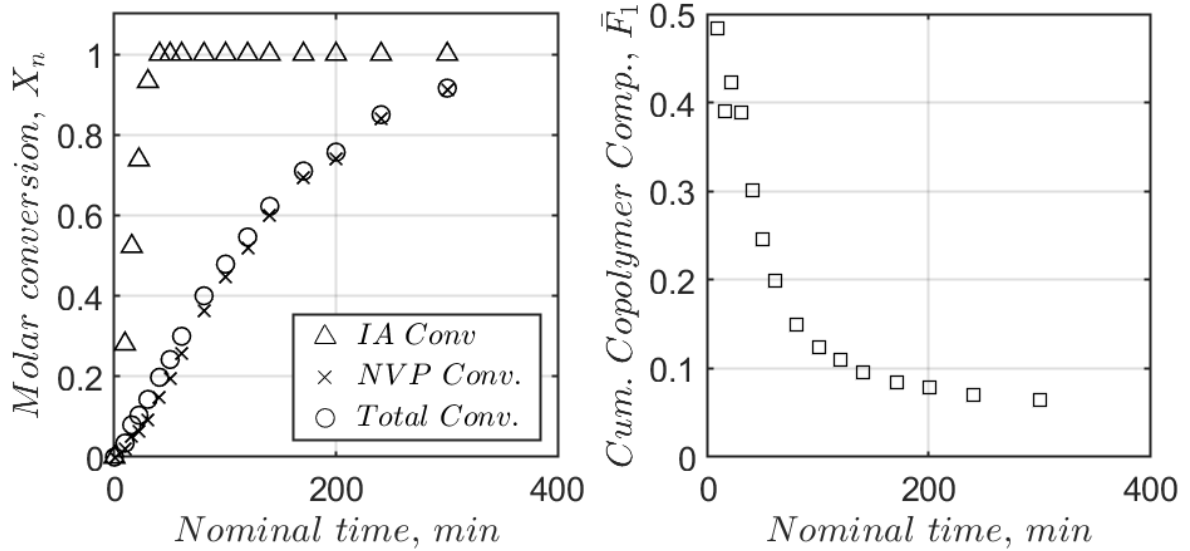 Molar conversion, X_n
1
0.8
0.6
0.4
0.2
0
0
200
400
Nominal time, min
IA Conv
NVP Conv.
Total Conv.
Cum. Copolymer Comp., F̄_1
0.5
0.4
0.3
0.2
0.1
0
0
200
400
Nominal time, min